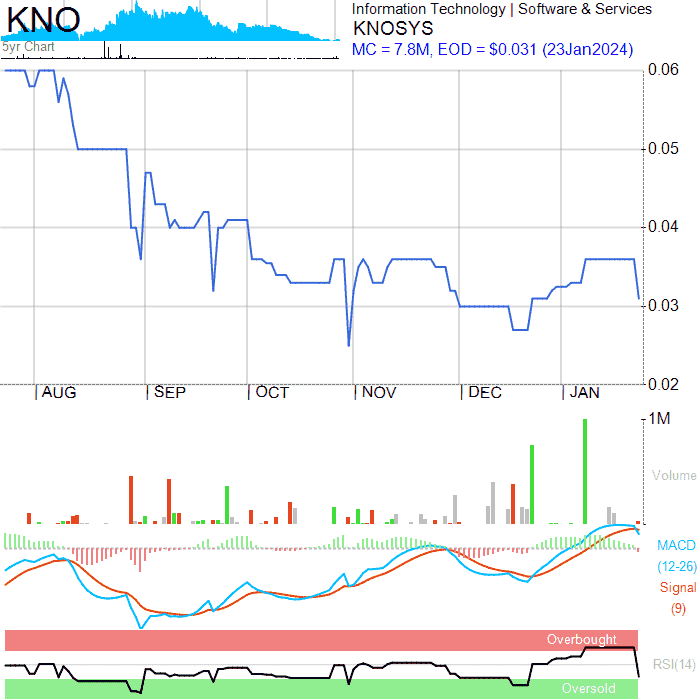 KNO
Information Technology | Software & Services
KNOSYS
5yr Chart
MC = 7.8M, EOD = $0.031 (23Jan2024)
0.06
0.05
0.04
0.03
0.02
| AUG | SEP | OCT | NOV | DEC | JAN
1M
Volume
MACD
(12-26)
Signal
(9)
Overbought
RSI(14)
Oversold